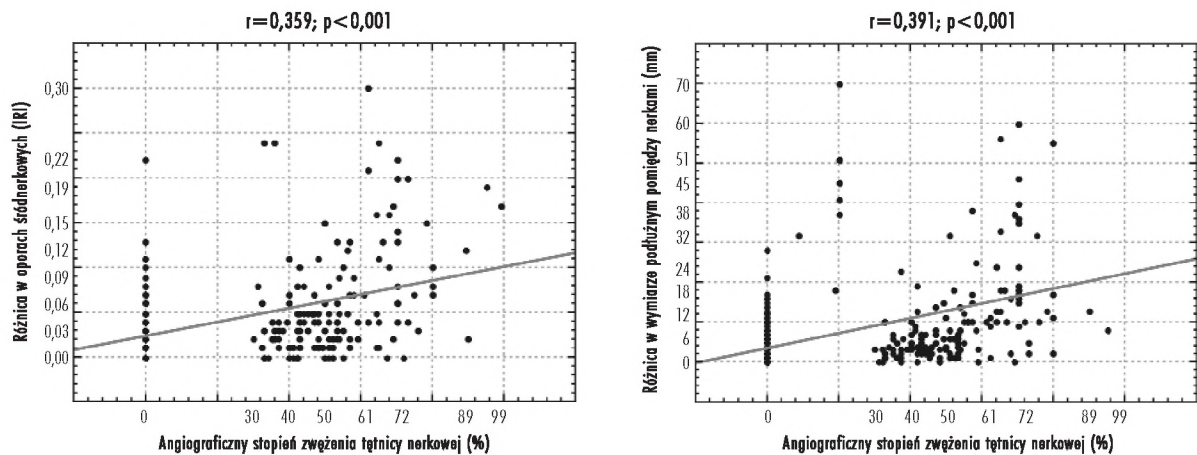 r=0,359; p<0,001
Różnica w oporach śródnerkowych (IRI)
0,30
0,22
0,19
0,15
0,12
0,09
0,06
0,03
0,00
0 30 40 50 61 72 89 99
Angiograficzny stopień zwężenia tętnicy nerkowej (%)
r=0,391; p<0,001
Różnica w wymiarze podłużnym pomiędzy nerkami (mm)
70
60
51
45
38
32
24
18
12
6
0
0 30 40 50 61 72 89 99
Angiograficzny stopień zwężenia tętnicy nerkowej (%)